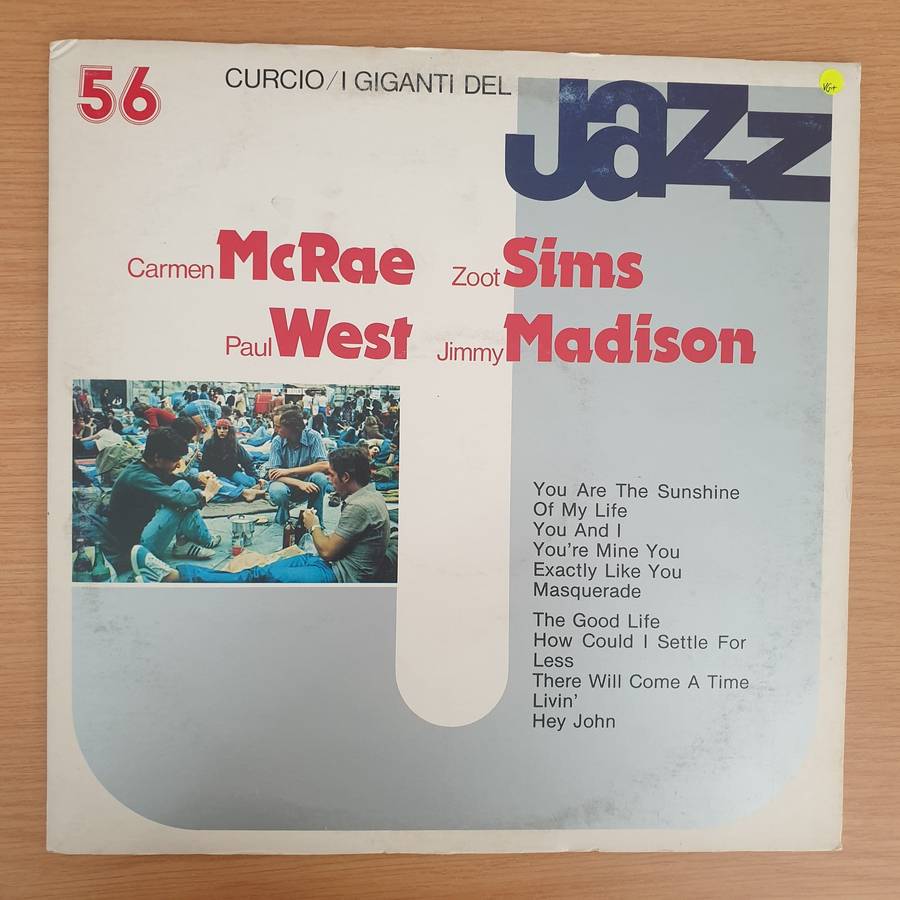 56
CURCIO/I GIGANTI DEL
Jazz
VG+
Carmen McRae
Zoot Sims
Paul West
Jimmy Madison
You Are The Sunshine
Of My Life
You And I
You're Mine You
Exactly Like You
Masquerade
The Good Life
How Could I Settle For
Less
There Will Come A Time
Livin'
Hey John